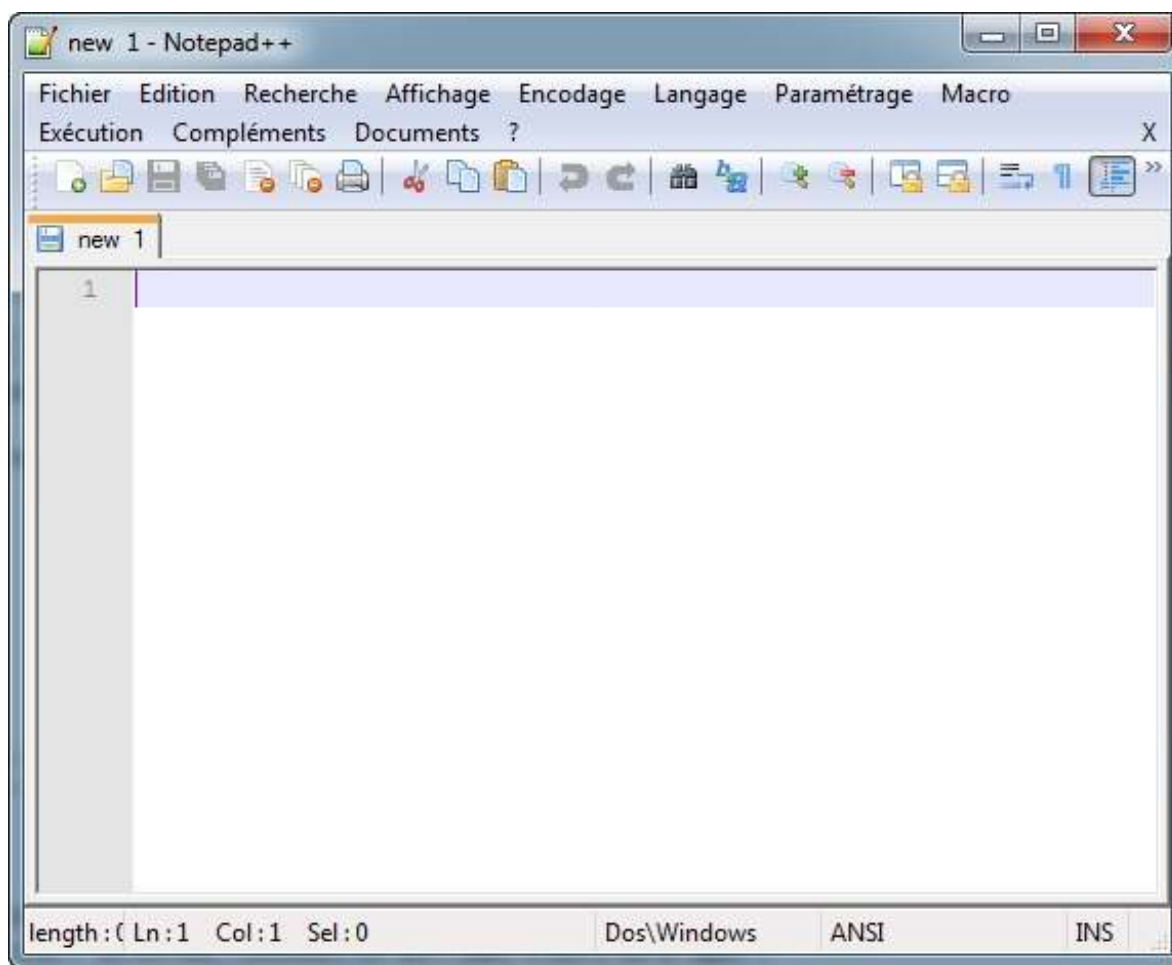 new 1 - Notepad++
Fichier Edition Recherche Affichage Encodage Langage Paramétrage Macro
Exécution Compléments Documents ? X
new 1
1
length : 0 Ln : 1 Col : 1 Sel : 0 Dos\Windows ANSI INS